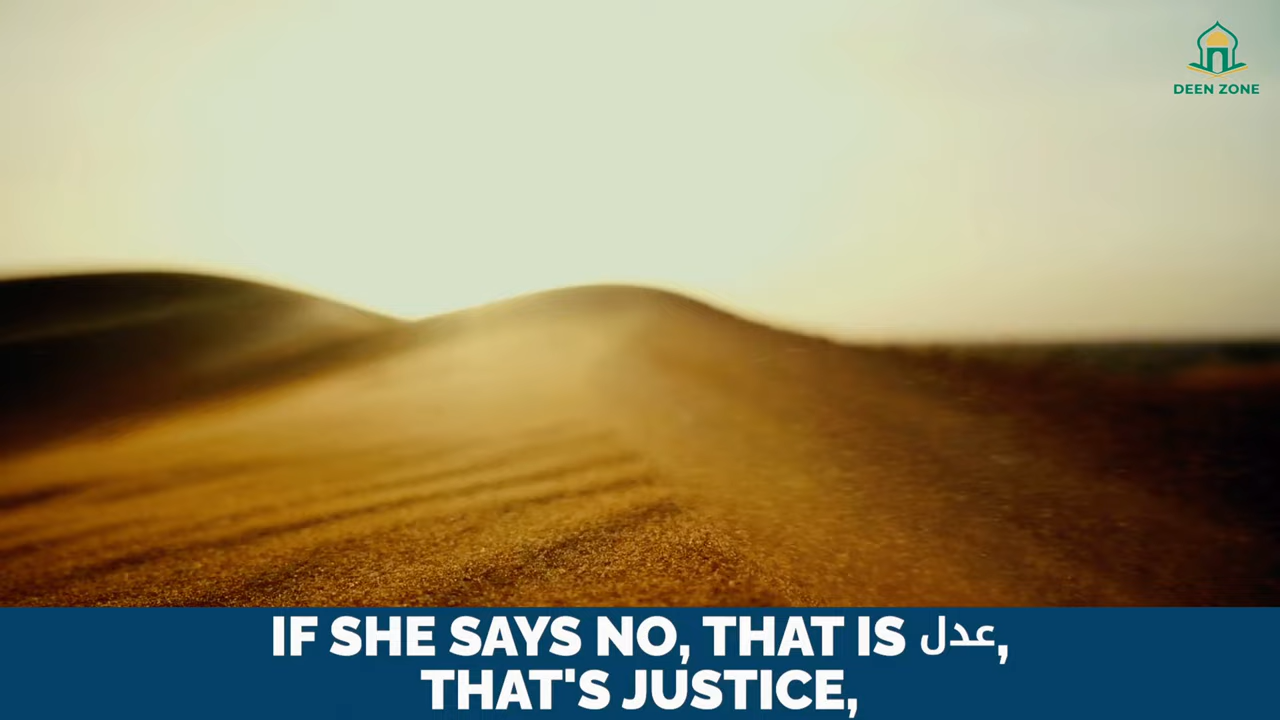 DEEN ZONE
IF SHE SAYS NO, THAT IS عدل,
THAT'S JUSTICE,